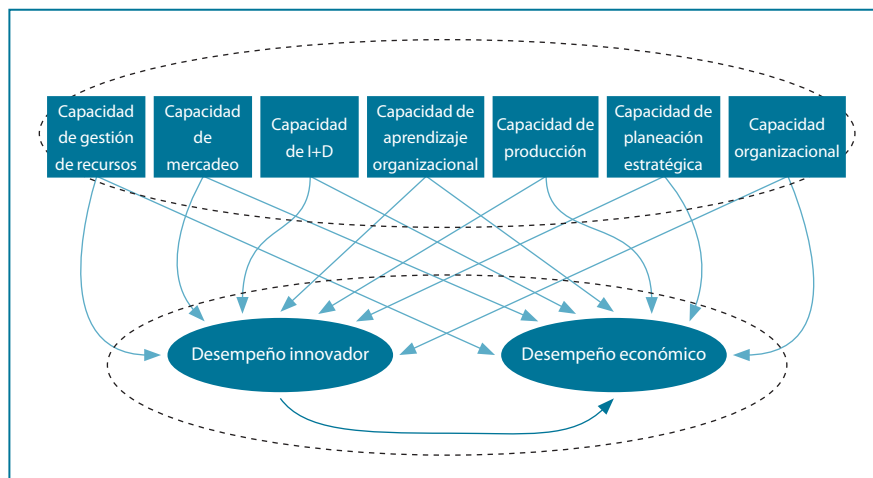 Capacidad
de gestión
de recursos
Capacidad
de
mercadeo
Capacidad
de I+D
Capacidad de
aprendizaje
organizacional
Capacidad de
producción
Capacidad de
planeación
estratégica
Capacidad
organizacional
Desempeño innovador
Desempeño económico